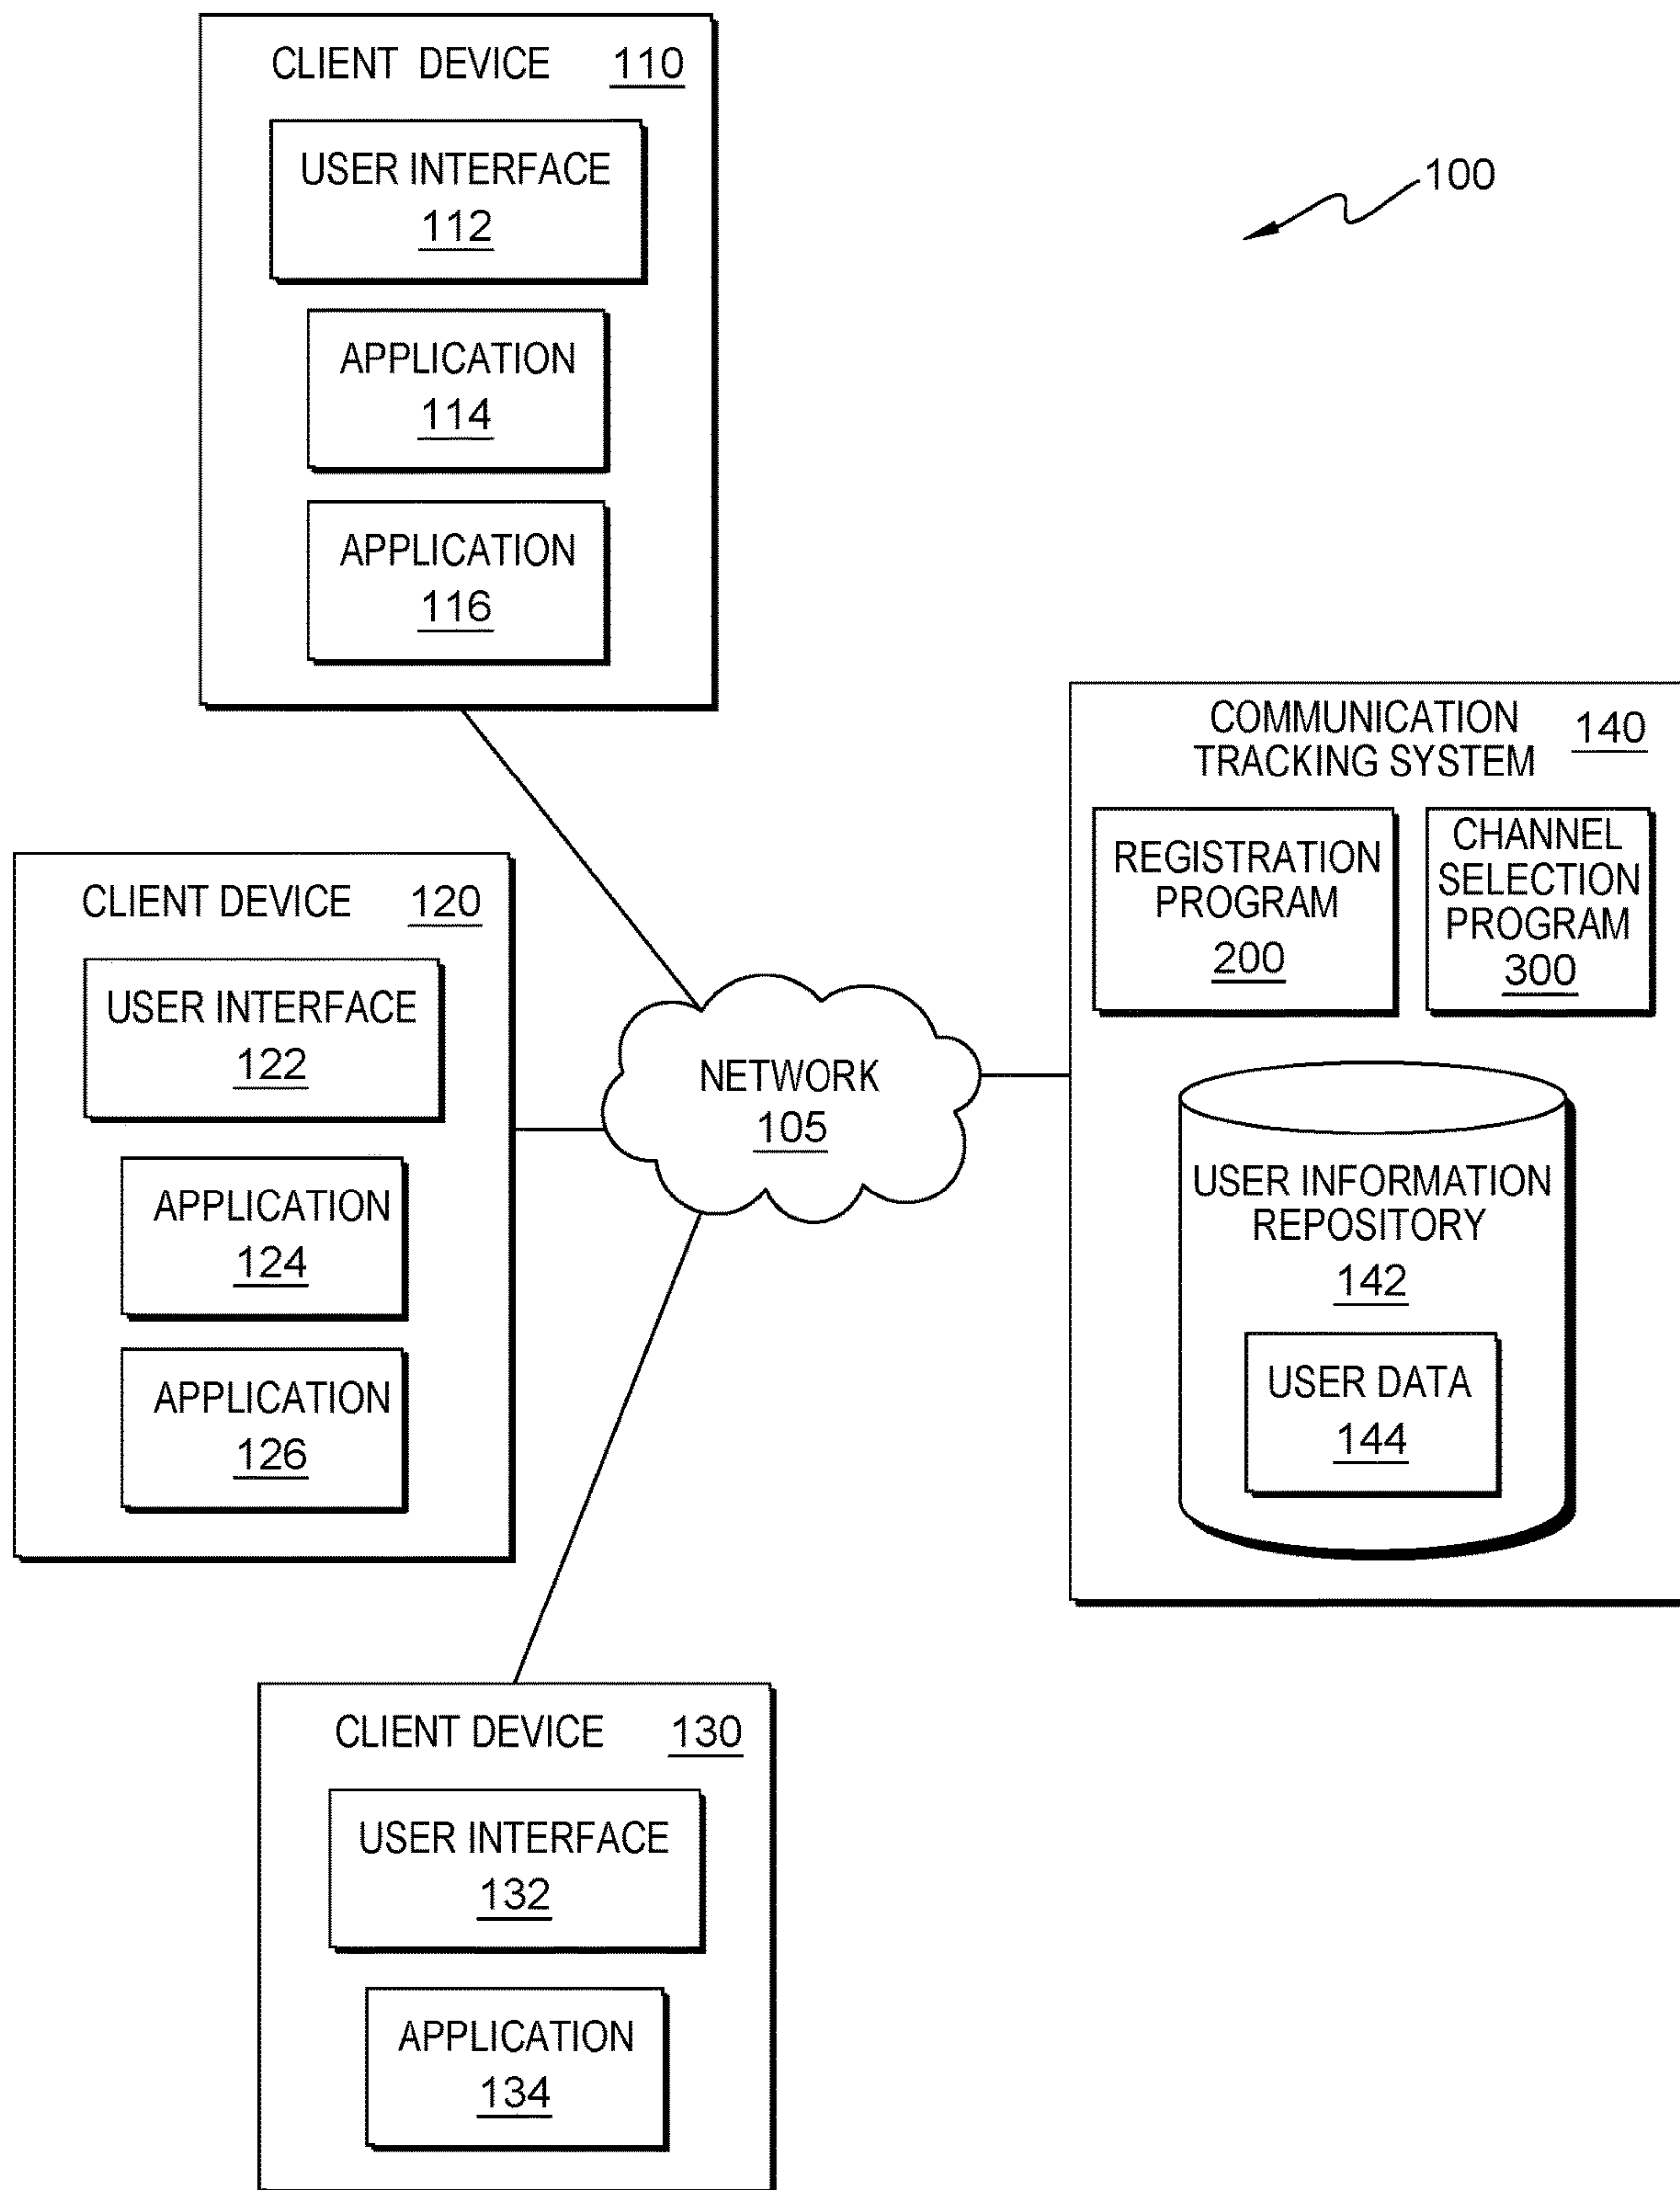 CLIENT DEVICE 110
USER INTERFACE
112
APPLICATION
114
APPLICATION
116
100
CLIENT DEVICE 120
USER INTERFACE
122
APPLICATION
124
APPLICATION
126
NETWORK
105
COMMUNICATION
TRACKING SYSTEM
140
REGISTRATION
PROGRAM
200
CHANNEL
SELECTION
PROGRAM
300
USER INFORMATION
REPOSITORY
142
USER DATA
144
CLIENT DEVICE 130
USER INTERFACE
132
APPLICATION
134